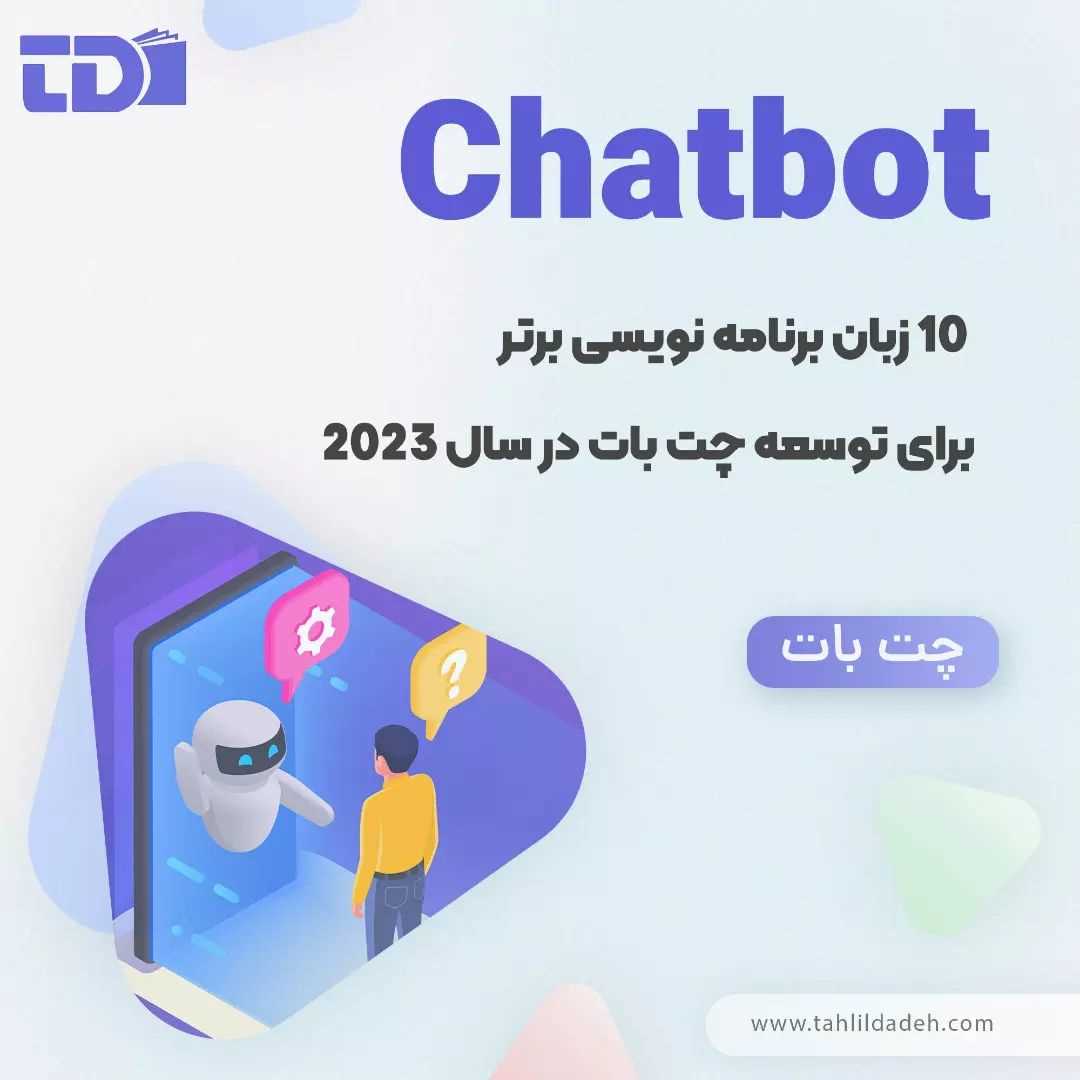 TD
Chatbot
10 زبان برنامه نویسی برتر
برای توسعه چت بات در سال 2023
?
چت بات
www.tahlildadeh.com